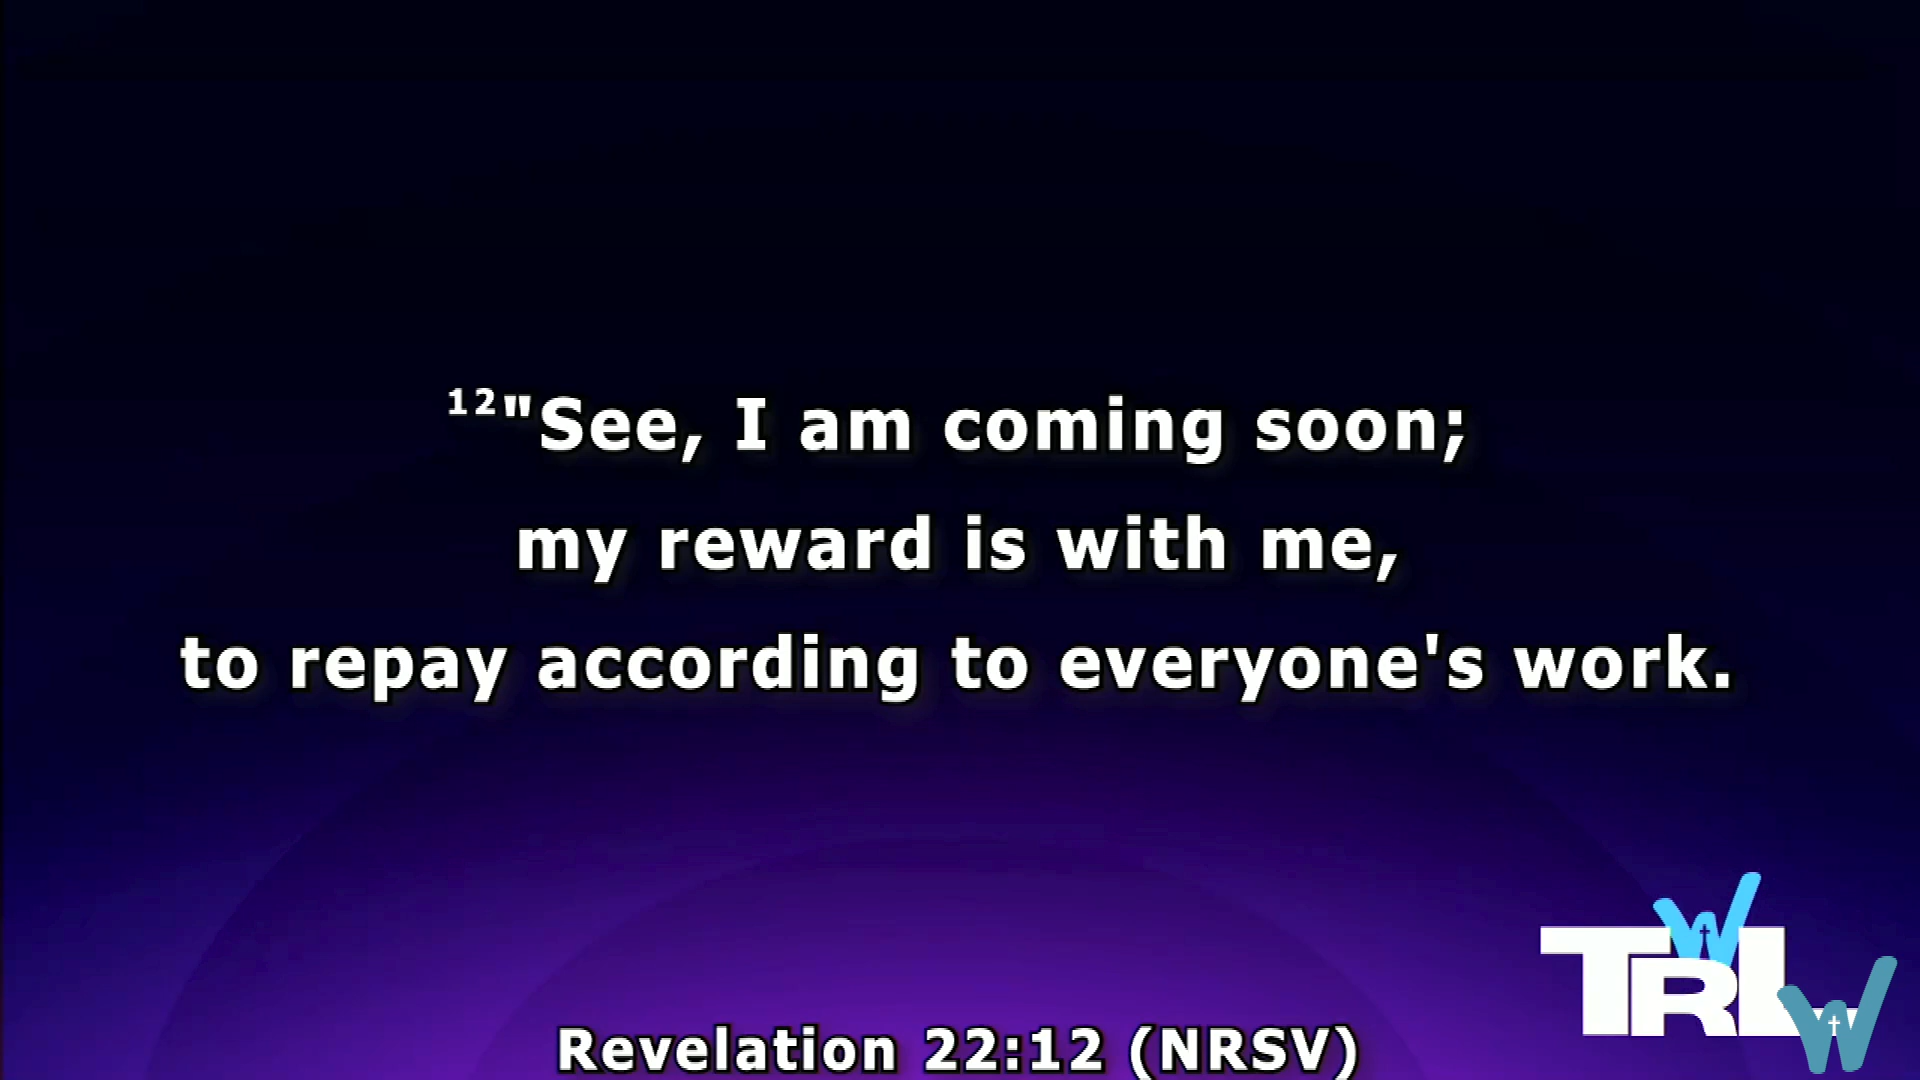 ¹²"See, I am coming soon;
my reward is with me,
to repay according to everyone's work.
W
TRL
W
Revelation 22:12 (NRSV)